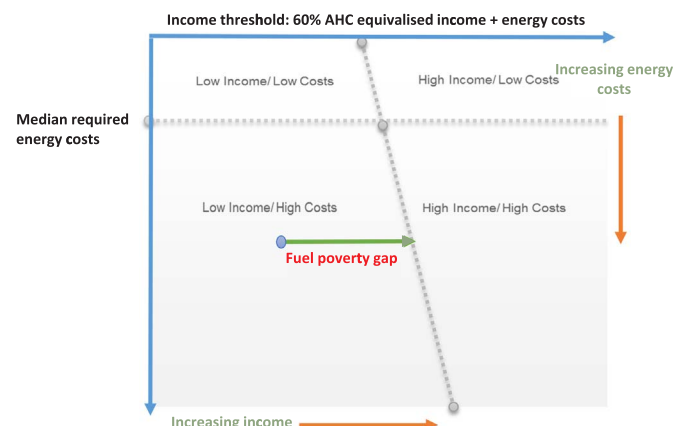 Income threshold: 60% AHC equivalised income + energy costs
Low Income/Low Costs
High Income/Low Costs
Increasing energy
costs
Median required
energy costs
Low Income/High Costs
High Income/High Costs
Fuel poverty gap
Increasing income